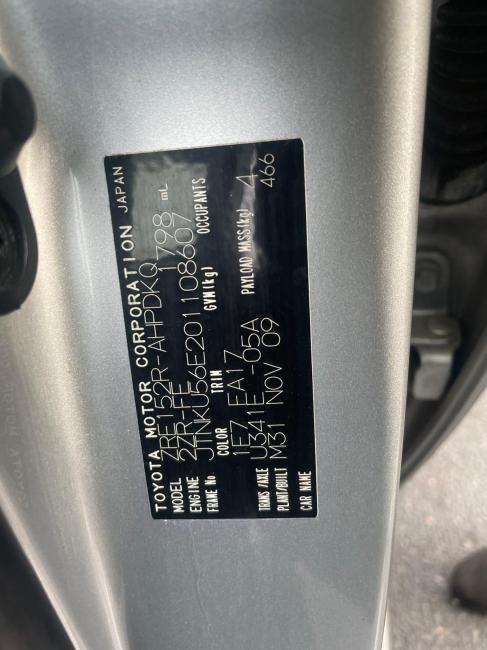 TOYOTA MOTOR CORPORATION JAPAN
MODEL ZRE152R-AHPDKQ
ENGINE 2ZR-FE 1798 mL
FRAME No. JTNKU56E201108607
COLOR TRIM GVM(kg) OCCUPANTS
1E7 FA17 4
TRANS/AXLE U341E -05A PAYLOAD MASS(kg) 466
PLANT/BUILT M31 NOV 09
CAR NAME